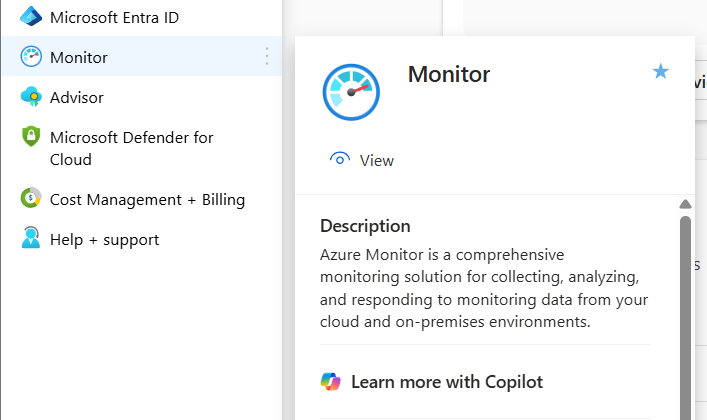 Microsoft Entra ID
Monitor
Advisor
Microsoft Defender for
Cloud
Cost Management + Billing
Help + support
Monitor
View
Description
Azure Monitor is a comprehensive
monitoring solution for collecting, analyzing,
and responding to monitoring data from your
cloud and on-premises environments.
Learn more with Copilot